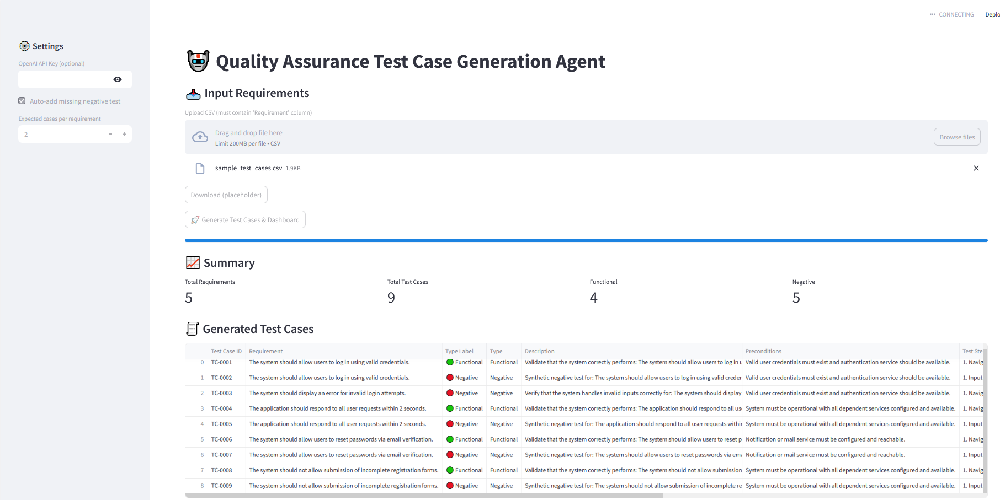 CONNECTING Deplo
Settings
OpenAI API Key (optional)
Auto-add missing negative test
Expected cases per requirement
2 - +
Quality Assurance Test Case Generation Agent
Input Requirements
Upload CSV (must contain 'Requirement' column)
Drag and drop file here
Limit 200MB per file • CSV
Browse files
sample_test_cases.csv 1.9KB
Download (placeholder)
Generate Test Cases & Dashboard
Summary
Total Requirements Total Test Cases Functional Negative
5 9 4 5
Generated Test Cases
Test Case ID Requirement Type Label Type Description Preconditions Test Ste
0 TC-0001 The system should allow users to log in using valid credentials. Functional Functional Validate that the system correctly performs: The system should allow users to log in u Valid user credentials must exist and authentication service should be available. 1. Navig
1 TC-0002 The system should allow users to log in using valid credentials. Negative Negative Synthetic negative test for: The system should allow users to log in using valid creder Valid user credentials must exist and authentication service should be available. 1. Input
2 TC-0003 The system should display an error for invalid login attempts. Negative Negative Verify that the system handles invalid inputs correctly for: The system should display Valid user credentials must exist and authentication service should be available. 1. Navig
3 TC-0004 The application should respond to all user requests within 2 seconds. Functional Functional Validate that the system correctly performs: The application should respond to all us System must be operational with all dependent services configured and available. 1. Navig
4 TC-0005 The application should respond to all user requests within 2 seconds. Negative Negative Synthetic negative test for: The application should respond to all user requests withi System must be operational with all dependent services configured and available. 1. Input
5 TC-0006 The system should allow users to reset passwords via email verification. Functional Functional Validate that the system correctly performs: The system should allow users to reset p Notification or mail service must be configured and reachable. 1. Navig
6 TC-0007 The system should allow users to reset passwords via email verification. Negative Negative Synthetic negative test for: The system should allow users to reset passwords via ema Notification or mail service must be configured and reachable. 1. Input
7 TC-0008 The system should not allow submission of incomplete registration forms. Functional Functional Validate that the system correctly performs: The system should not allow submission System must be operational with all dependent services configured and available. 1. Navig
8 TC-0009 The system should not allow submission of incomplete registration forms. Negative Negative Synthetic negative test for: The system should not allow submission of incomplete re System must be operational with all dependent services configured and available. 1. Input